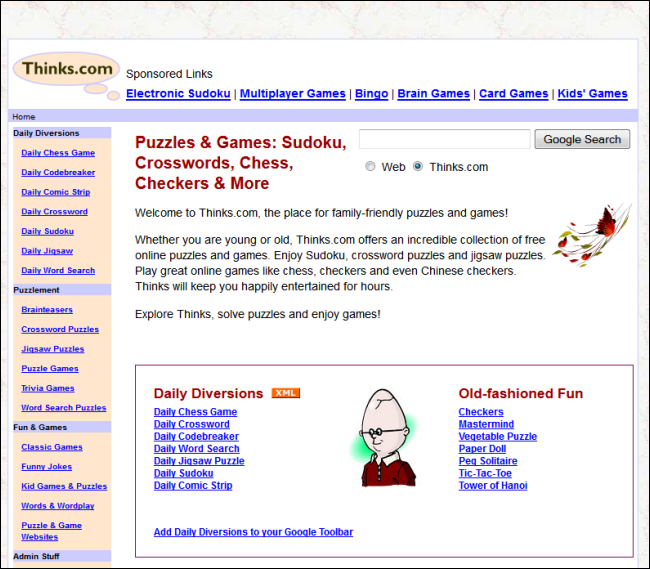 Thinks.com
Sponsored Links
Electronic Sudoku | Multiplayer Games | Bingo | Brain Games | Card Games | Kids' Games
Home
Daily Diversions
Daily Chess Game
Daily Codebreaker
Daily Comic Strip
Daily Crossword
Daily Sudoku
Daily Jigsaw
Daily Word Search
Puzzlement
Brainteasers
Crossword Puzzles
Jigsaw Puzzles
Puzzle Games
Trivia Games
Word Search Puzzles
Fun & Games
Classic Games
Funny Jokes
Kid Games & Puzzles
Words & Wordplay
Puzzle & Game
Websites
Admin Stuff
Puzzles & Games: Sudoku,
Crosswords, Chess,
Checkers & More
Google Search
Web Thinks.com
Welcome to Thinks.com, the place for family-friendly puzzles and games!
Whether you are young or old, Thinks.com offers an incredible collection of free
online puzzles and games. Enjoy Sudoku, crossword puzzles and jigsaw puzzles.
Play great online games like chess, checkers and even Chinese checkers.
Thinks will keep you happily entertained for hours.
Explore Thinks, solve puzzles and enjoy games!
Daily Diversions XML
Daily Chess Game
Daily Crossword
Daily Codebreaker
Daily Word Search
Daily Jigsaw Puzzle
Daily Sudoku
Daily Comic Strip
Add Daily Diversions to your Google Toolbar
Old-fashioned Fun
Checkers
Mastermind
Vegetable Puzzle
Paper Doll
Peg Solitaire
Tic-Tac-Toe
Tower of Hanoi